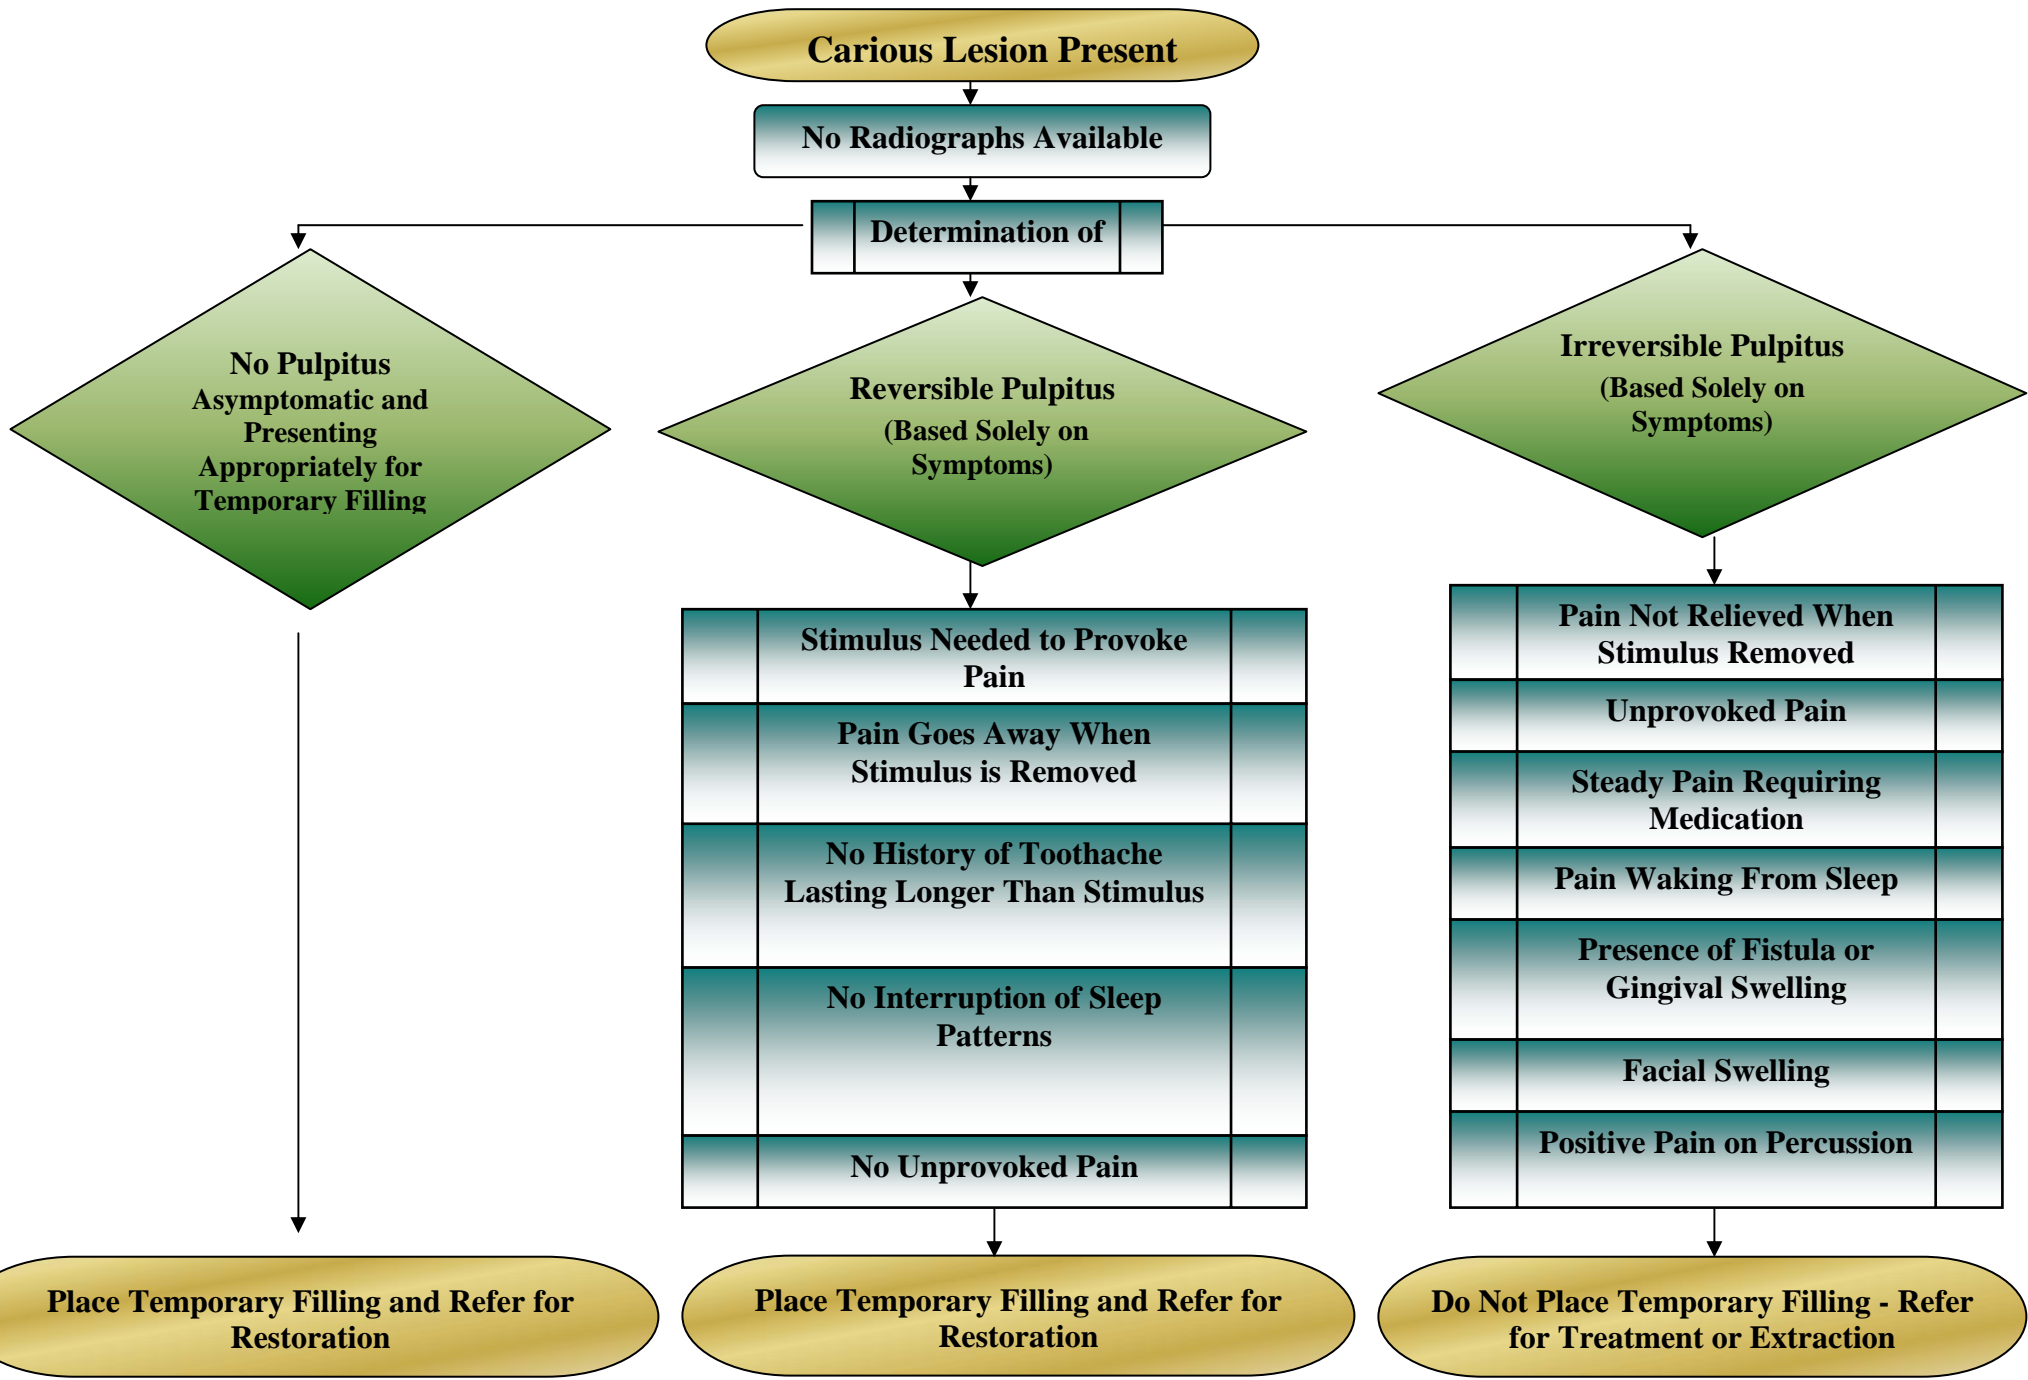 Carious Lesion Present
No Radiographs Available
Determination of
No Pulpitus
Asymptomatic and
Presenting
Appropriately for
Temporary Filling
Reversible Pulpitus
(Based Solely on
Symptoms)
Irreversible Pulpitus
(Based Solely on
Symptoms)
Stimulus Needed to Provoke
Pain
Pain Goes Away When
Stimulus is Removed
No History of Toothache
Lasting Longer Than Stimulus
No Interruption of Sleep
Patterns
No Unprovoked Pain
Pain Not Relieved When
Stimulus Removed
Unprovoked Pain
Steady Pain Requiring
Medication
Pain Waking From Sleep
Presence of Fistula or
Gingival Swelling
Facial Swelling
Positive Pain on Percussion
Place Temporary Filling and Refer for
Restoration
Place Temporary Filling and Refer for
Restoration
Do Not Place Temporary Filling - Refer
for Treatment or Extraction